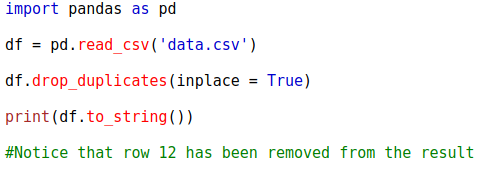 import pandas as pd
df = pd.read_csv('data.csv')
df.drop_duplicates(inplace = True)
print(df.to_string())
#Notice that row 12 has been removed from the result